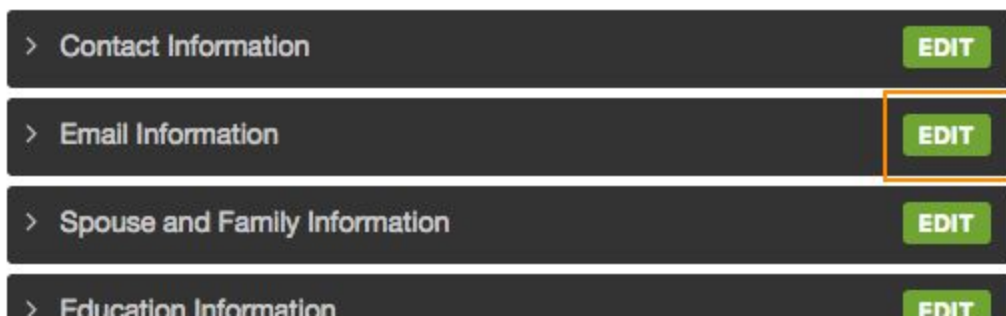 > Contact Information EDIT
> Email Information EDIT
> Spouse and Family Information EDIT
> Education Information EDIT